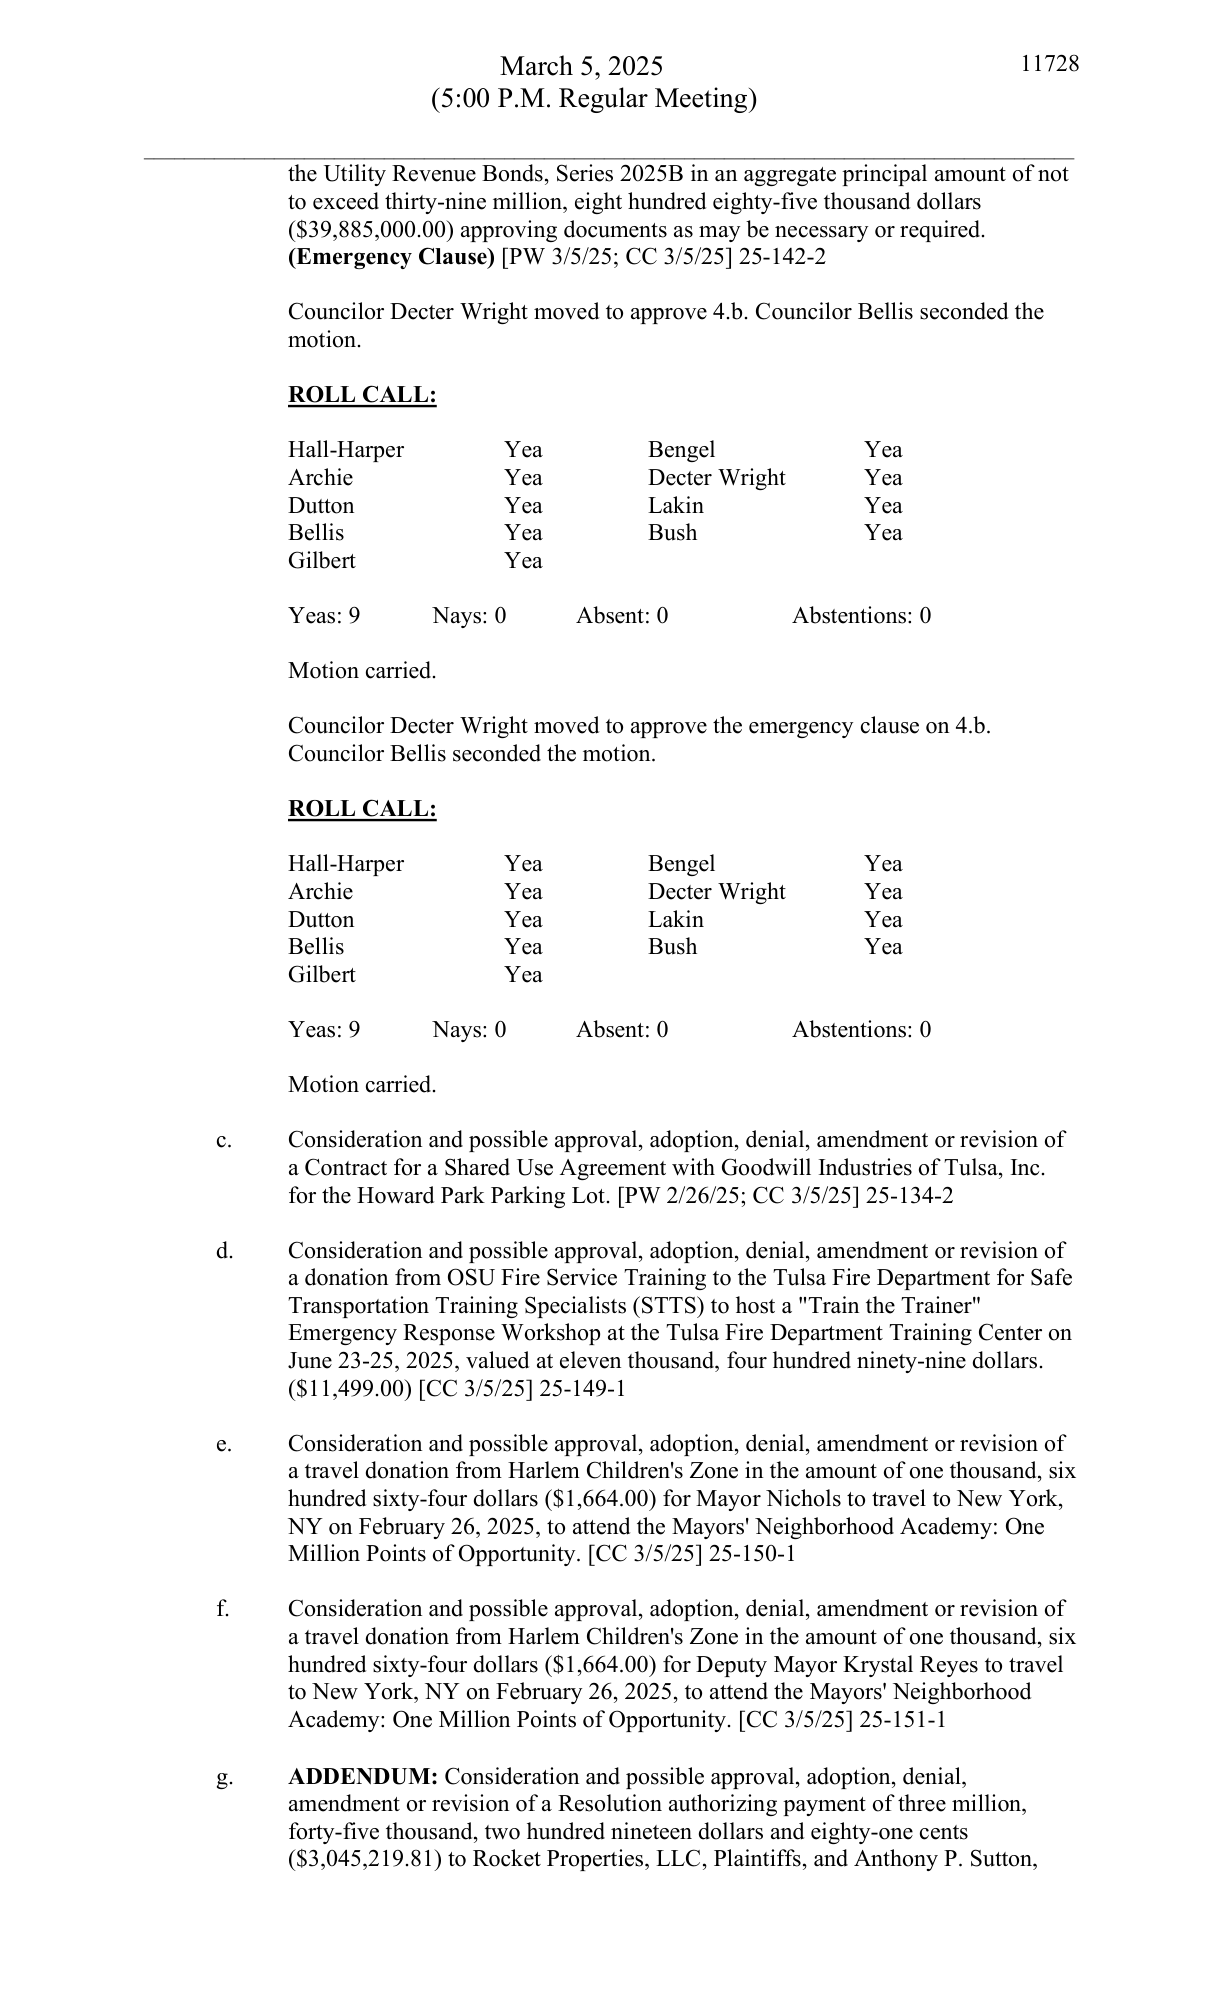 March 5, 2025
11728
(5:00 P.M. Regular Meeting)
the Utility Revenue Bonds, Series 2025B in an aggregate principal amount of not
to exceed thirty-nine million, eight hundred eighty-five thousand dollars
($39,885,000.00) approving documents as may be necessary or required.
(Emergency Clause) [PW 3/5/25; CC 3/5/25] 25-142-2
Councilor Decter Wright moved to approve 4.b. Councilor Bellis seconded the
motion.
ROLL CALL:
Hall-Harper Yea Bengel Yea
Archie Yea Decter Wright Yea
Dutton Yea Lakin Yea
Bellis Yea Bush Yea
Gilbert Yea
Yeas: 9 Nays: 0 Absent: 0 Abstentions: 0
Motion carried.
Councilor Decter Wright moved to approve the emergency clause on 4.b.
Councilor Bellis seconded the motion.
ROLL CALL:
Hall-Harper Yea Bengel Yea
Archie Yea Decter Wright Yea
Dutton Yea Lakin Yea
Bellis Yea Bush Yea
Gilbert Yea
Yeas: 9 Nays: 0 Absent: 0 Abstentions: 0
Motion carried.
c. Consideration and possible approval, adoption, denial, amendment or revision of
a Contract for a Shared Use Agreement with Goodwill Industries of Tulsa, Inc.
for the Howard Park Parking Lot. [PW 2/26/25; CC 3/5/25] 25-134-2
d. Consideration and possible approval, adoption, denial, amendment or revision of
a donation from OSU Fire Service Training to the Tulsa Fire Department for Safe
Transportation Training Specialists (STTS) to host a "Train the Trainer"
Emergency Response Workshop at the Tulsa Fire Department Training Center on
June 23-25, 2025, valued at eleven thousand, four hundred ninety-nine dollars.
($11,499.00) [CC 3/5/25] 25-149-1
e. Consideration and possible approval, adoption, denial, amendment or revision of
a travel donation from Harlem Children's Zone in the amount of one thousand, six
hundred sixty-four dollars ($1,664.00) for Mayor Nichols to travel to New York,
NY on February 26, 2025, to attend the Mayors' Neighborhood Academy: One
Million Points of Opportunity. [CC 3/5/25] 25-150-1
f. Consideration and possible approval, adoption, denial, amendment or revision of
a travel donation from Harlem Children's Zone in the amount of one thousand, six
hundred sixty-four dollars ($1,664.00) for Deputy Mayor Krystal Reyes to travel
to New York, NY on February 26, 2025, to attend the Mayors' Neighborhood
Academy: One Million Points of Opportunity. [CC 3/5/25] 25-151-1
g. ADDENDUM: Consideration and possible approval, adoption, denial,
amendment or revision of a Resolution authorizing payment of three million,
forty-five thousand, two hundred nineteen dollars and eighty-one cents
($3,045,219.81) to Rocket Properties, LLC, Plaintiffs, and Anthony P. Sutton,